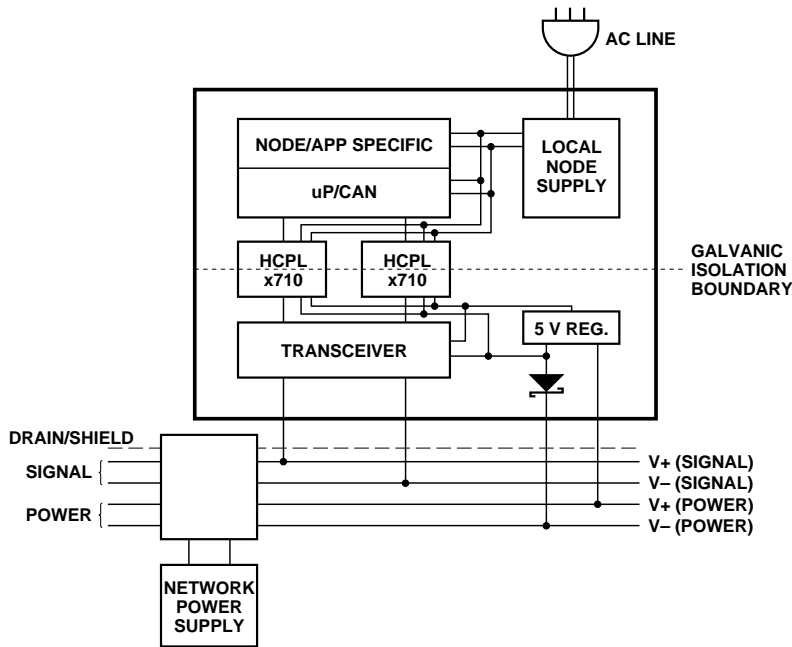 AC LINE
NODE/APP SPECIFIC
uP/CAN
LOCAL
NODE
SUPPLY
HCPL
x710
HCPL
x710
GALVANIC
ISOLATION
BOUNDARY
5 V REG.
TRANSCEIVER
DRAIN/SHIELD
SIGNAL
V+ (SIGNAL)
V– (SIGNAL)
POWER
V+ (POWER)
V– (POWER)
NETWORK
POWER
SUPPLY